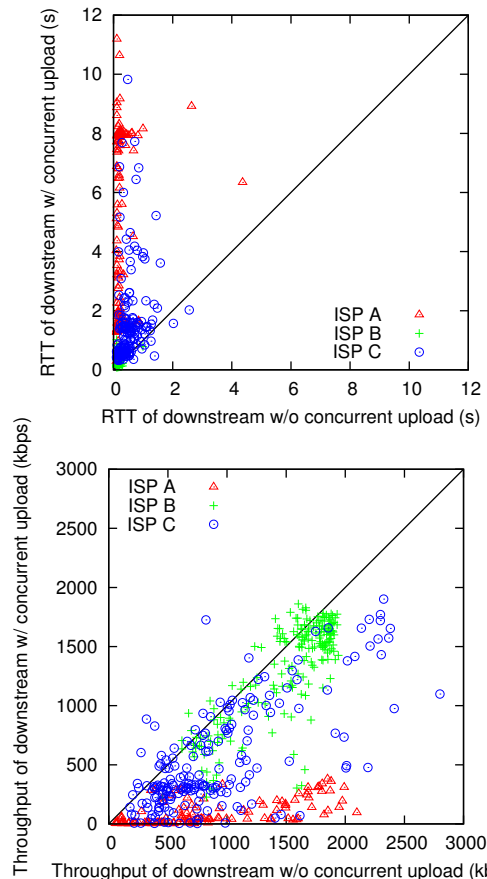 RTT of downstream w/ concurrent upload (s)
12
10
8
6
4
2
0
ISP A
ISP B
ISP C
0 2 4 6 8 10 12
RTT of downstream w/o concurrent upload (s)
Throughput of downstream w/ concurrent upload (kbps)
3000
2500
2000
1500
1000
500
0
ISP A
ISP B
ISP C
0 500 1000 1500 2000 2500 3000
Throughput of downstream w/o concurrent upload (kl